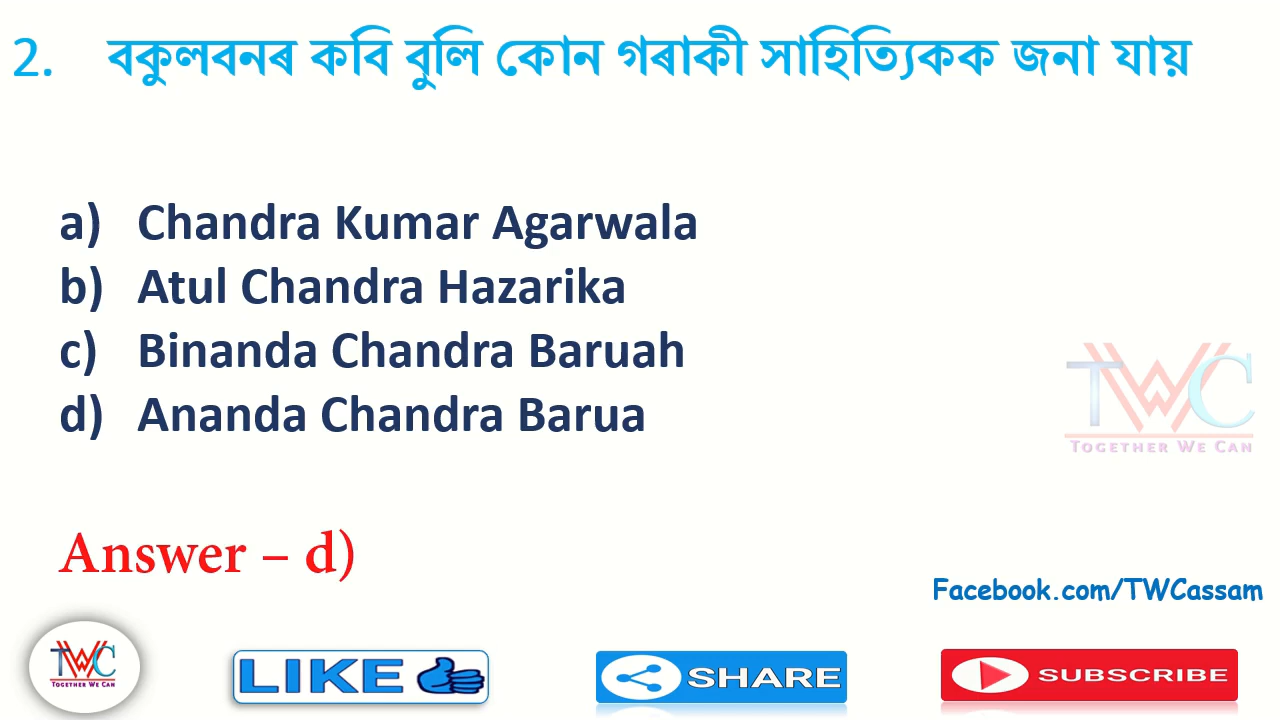 2. বকুলবনৰ কবি বুলি কোন গৰাকী সাহিত্যিকক জনা যায়
a) Chandra Kumar Agarwala
b) Atul Chandra Hazarika
c) Binanda Chandra Baruah
d) Ananda Chandra Barua
TWC
TOGETHER WE CAN
Answer – d)
Facebook.com/TWCassam
TWC
TOGETHER WE CAN
LIKE
SHARE
SUBSCRIBE